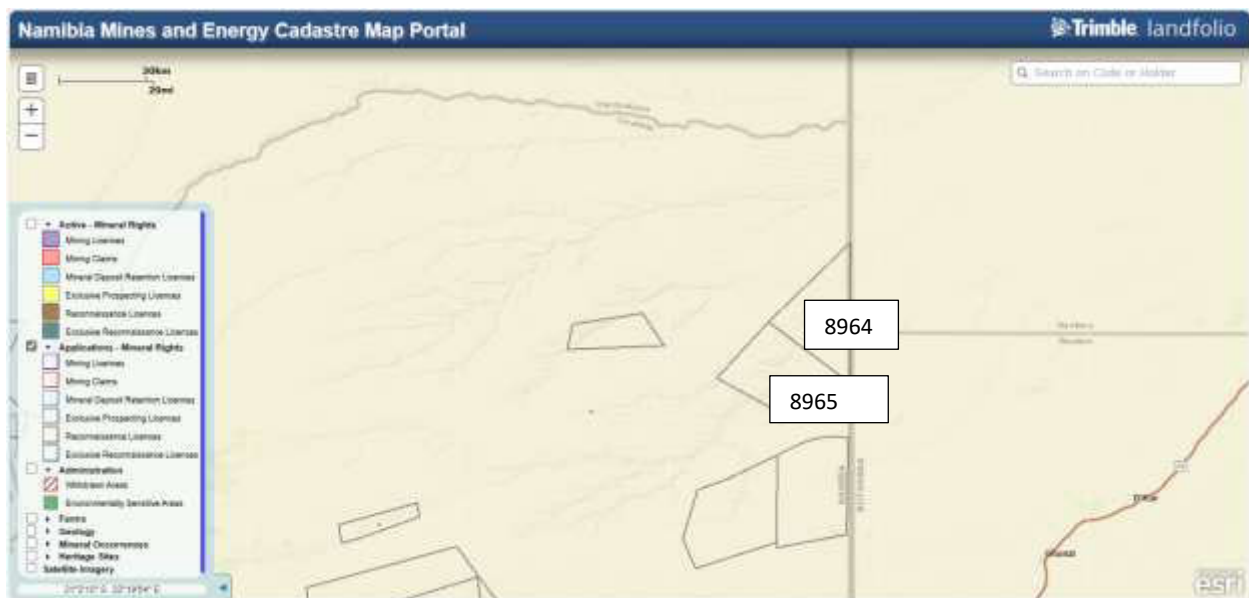 Namibia Mines and Energy Cadastre Map Portal
Trimble landfolio
20km
20mi
Search on Code or Holder
+
−
Active - Mineral Rights
Mining Licenses
Mining Claims
Mineral Deposit Retention Licenses
Exclusive Prospecting Licenses
Reconnaissance Licenses
Exclusive Reconnaissance Licenses
Applications - Mineral Rights
Mining Licenses
Mining Claims
Mineral Deposit Retention Licenses
Exclusive Prospecting Licenses
Reconnaissance Licenses
Exclusive Reconnaissance Licenses
Administration
Withdrawn Areas
Environmentally Sensitive Areas
Farms
Geology
Mineral Occurrences
Heritage Sites
Satellite Imagery
8964
8965
esri